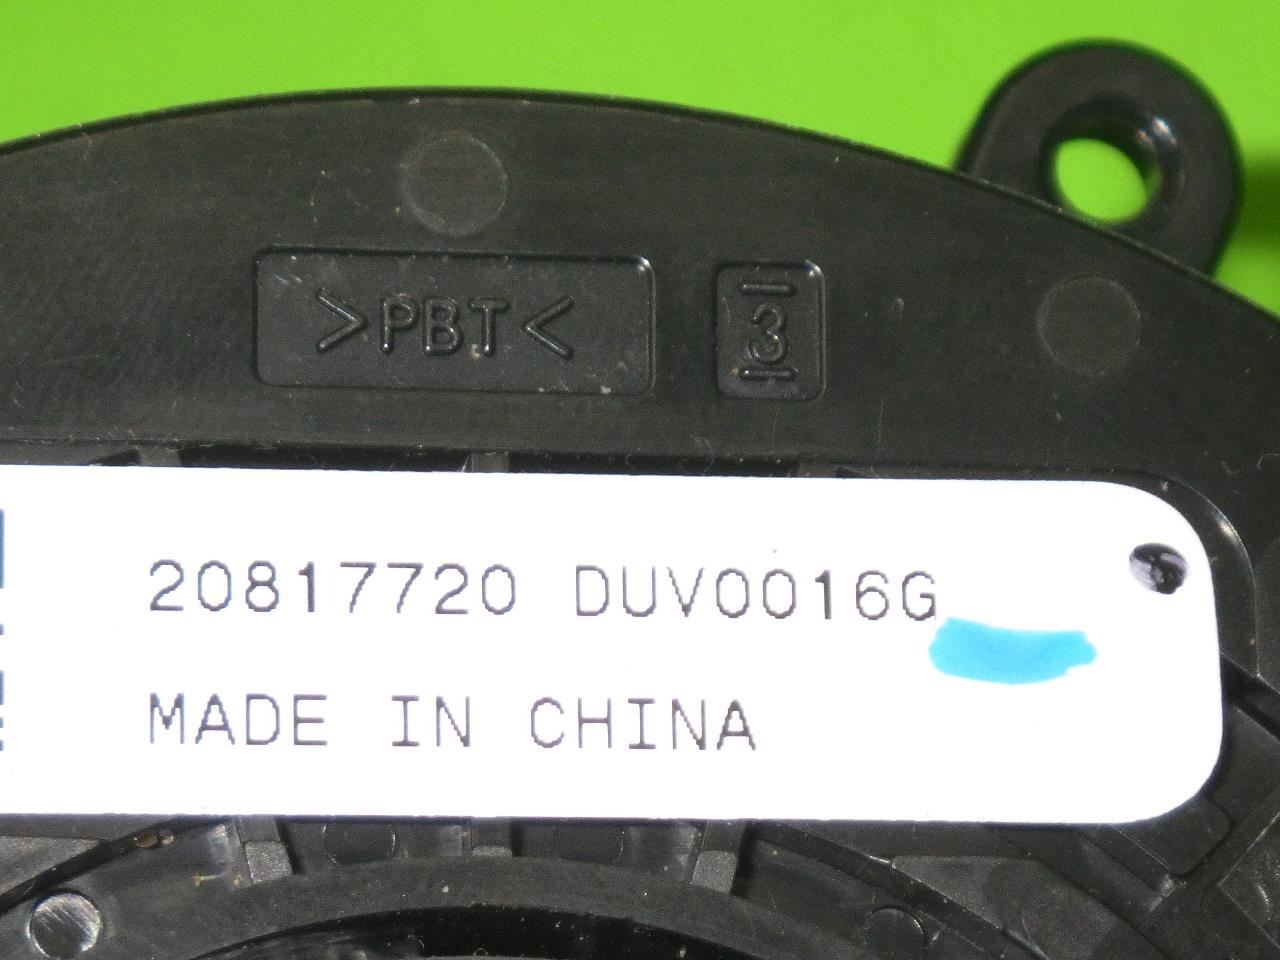 >PBT<
3
20817720 DUV0016G
MADE IN CHINA